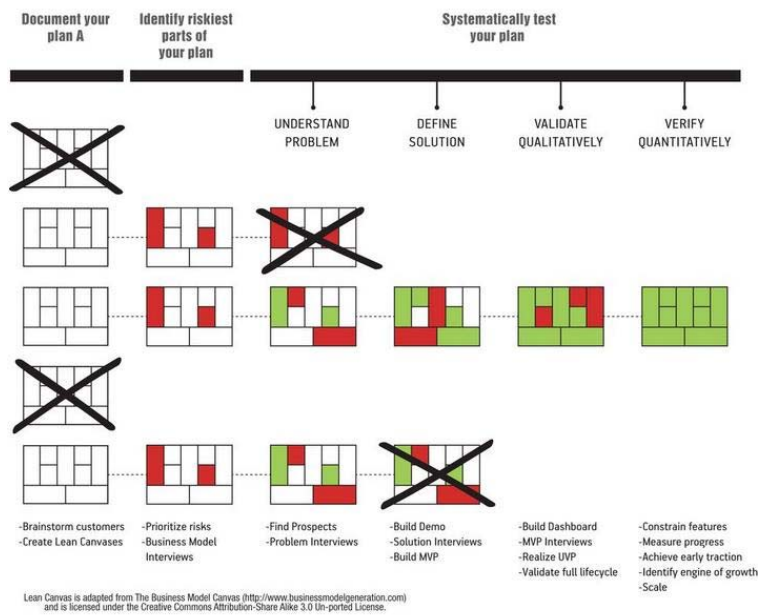 Document your
plan A
Identify riskiest
parts of
your plan
Systematically test
your plan
UNDERSTAND
PROBLEM
DEFINE
SOLUTION
VALIDATE
QUALITATIVELY
VERIFY
QUANTITATIVELY
-Brainstorm customers
-Create Lean Canvases
-Prioritize risks
-Business Model
Interviews
-Find Prospects
-Problem Interviews
-Build Demo
-Solution Interviews
-Build MVP
-Build Dashboard
-MVP Interviews
-Realize UVP
-Validate full lifecycle
-Constrain features
-Measure progress
-Achieve early traction
-Identify engine of growth
-Scale
Lean Canvas is adapted from The Business Model Canvas (http://www.businessmodelgeneration.com)
and is licensed under the Creative Commons Attribution-Share Alike 3.0 Un-ported License.